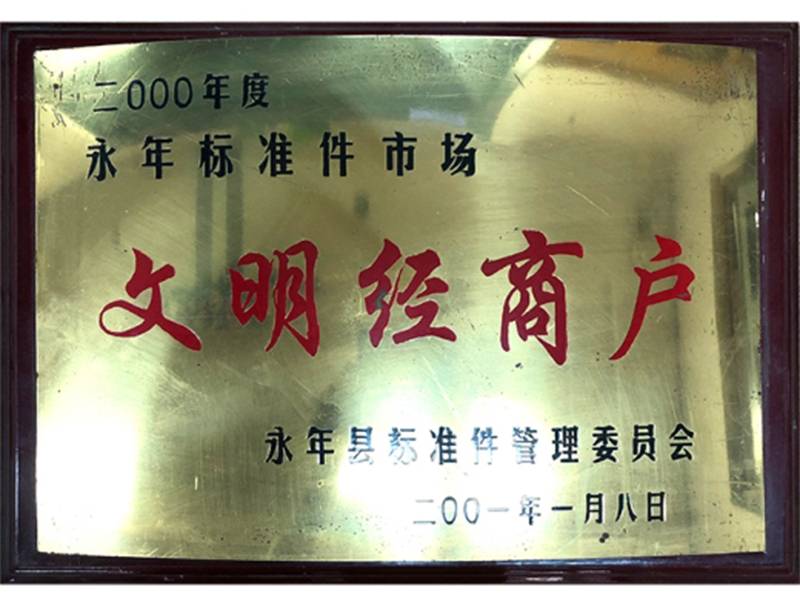 二000年度
永年标准件市场
文明经商户
永年县标准件管理委员会
二00一年一月八日